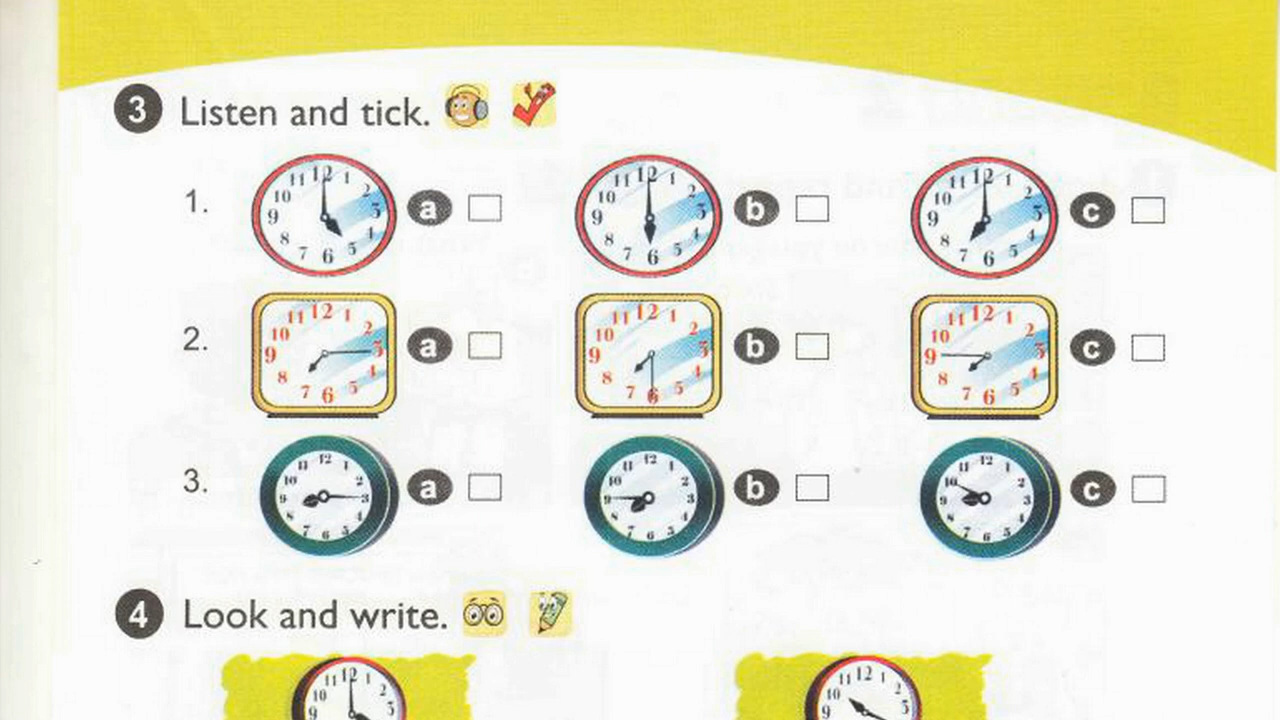 3 Listen and tick.
1. a b c
2. a b c
3. a b c
4 Look and write.